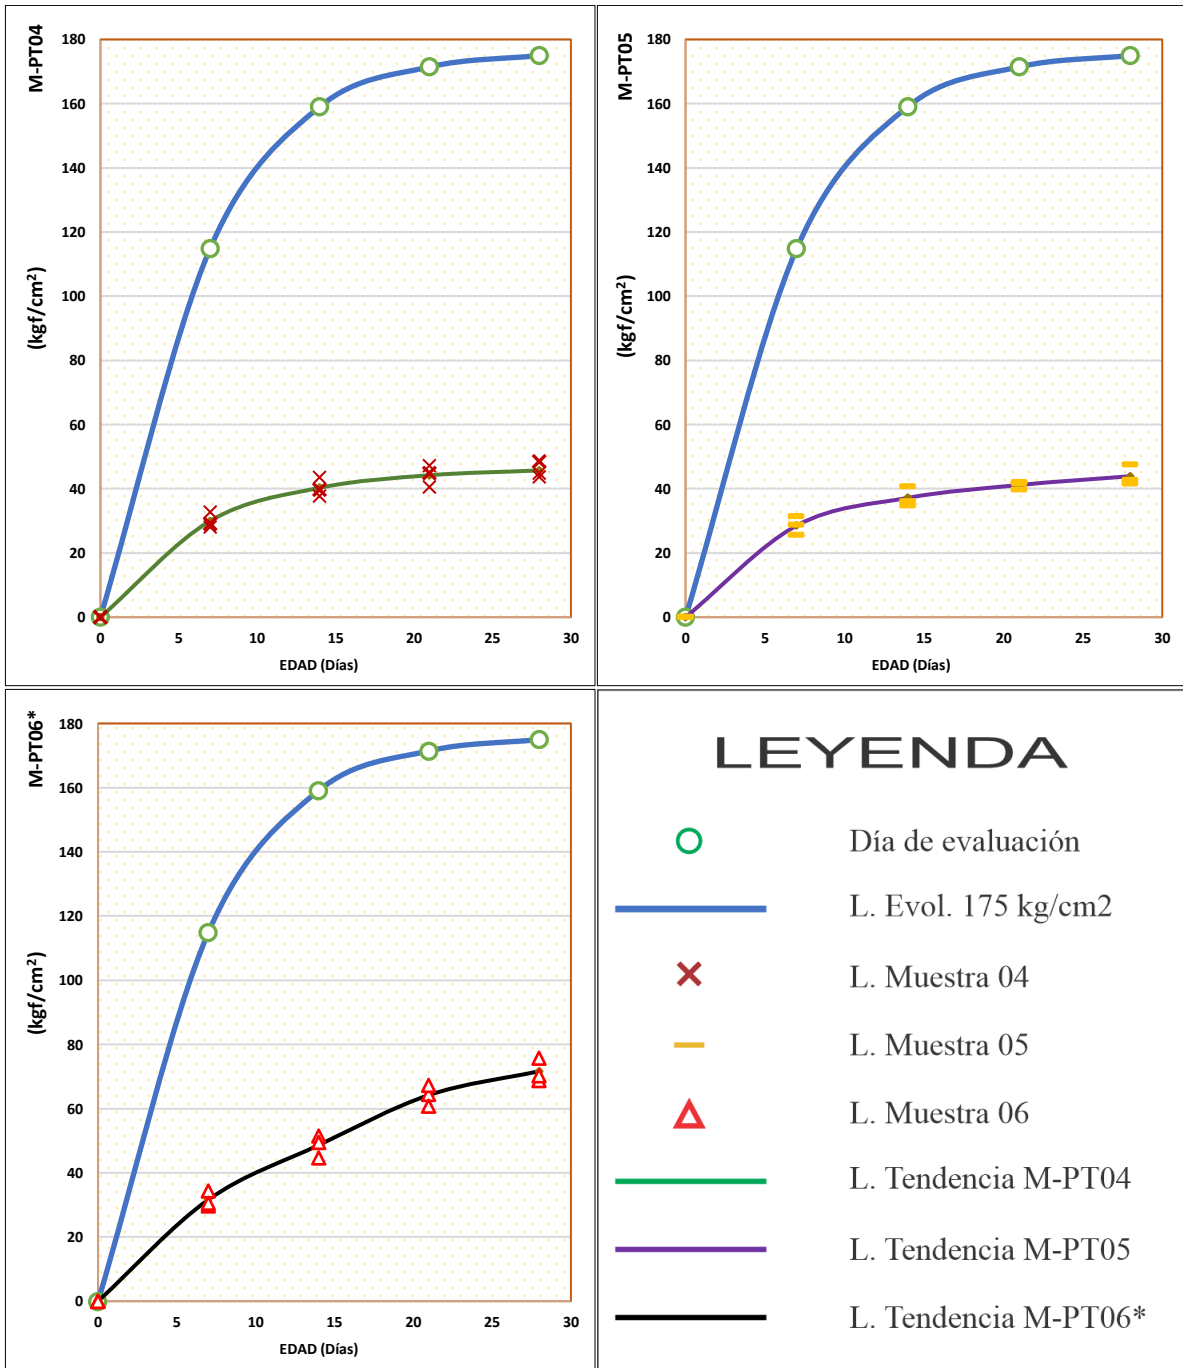 M-PT04
(kgf/cm²)
180
160
140
120
100
80
60
40
20
0
0 5 10 15 20 25 30
EDAD (Días)
M-PT05
(kgf/cm²)
180
160
140
120
100
80
60
40
20
0
0 5 10 15 20 25 30
EDAD (Días)
M-PT06*
(kgf/cm²)
180
160
140
120
100
80
60
40
20
0
0 5 10 15 20 25 30
EDAD (Días)
LEYENDA
Día de evaluación
L. Evol. 175 kg/cm2
L. Muestra 04
L. Muestra 05
L. Muestra 06
L. Tendencia M-PT04
L. Tendencia M-PT05
L. Tendencia M-PT06*